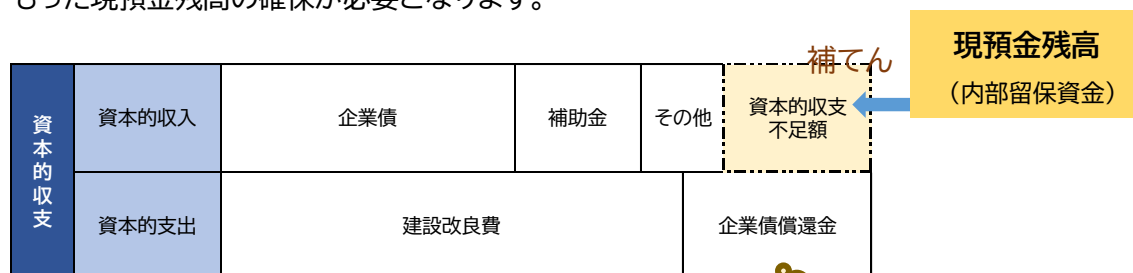 もった現預金残高の確保が必要となります。
現預金残高
（内部留保資金）
補てん
資本的収支
資本的収入
企業債
補助金
その他
資本的収支
不足額
資本的支出
建設改良費
企業債償還金